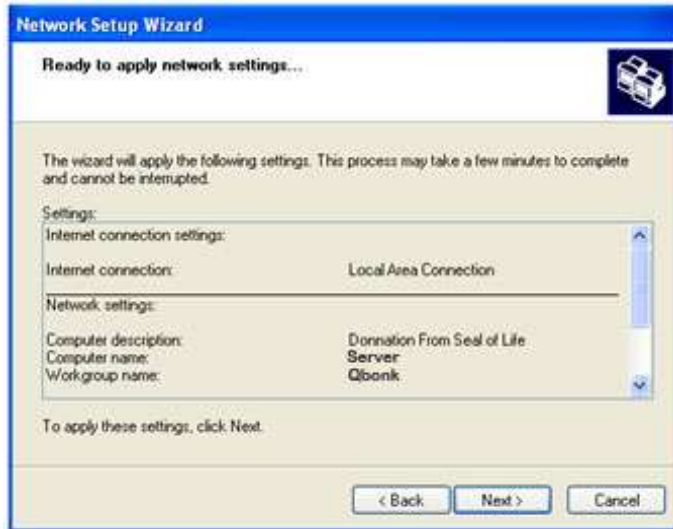 Network Setup Wizard
Ready to apply network settings...
The wizard will apply the following settings. This process may take a few minutes to complete
and cannot be interrupted.
Settings:
Internet connection settings:
Internet connection: Local Area Connection
Network settings:
Computer description: Donnation From Seal of Life
Computer name: Server
Workgroup name: Qbonk
To apply these settings, click Next.
< Back Next > Cancel